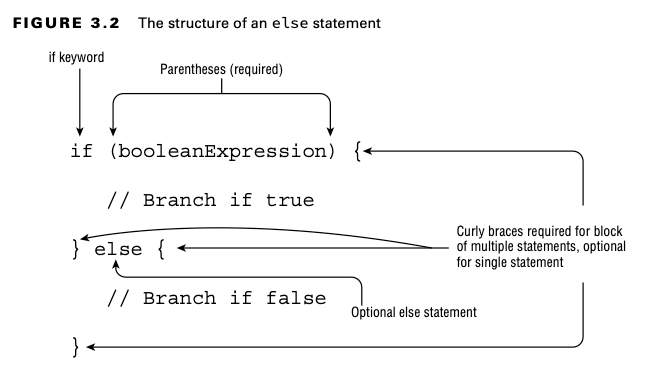 FIGURE 3.2 The structure of an else statement
if keyword
Parentheses (required)
if (booleanExpression) {
// Branch if true
Curly braces required for block
of multiple statements, optional
for single statement
} else {
// Branch if false
Optional else statement
}